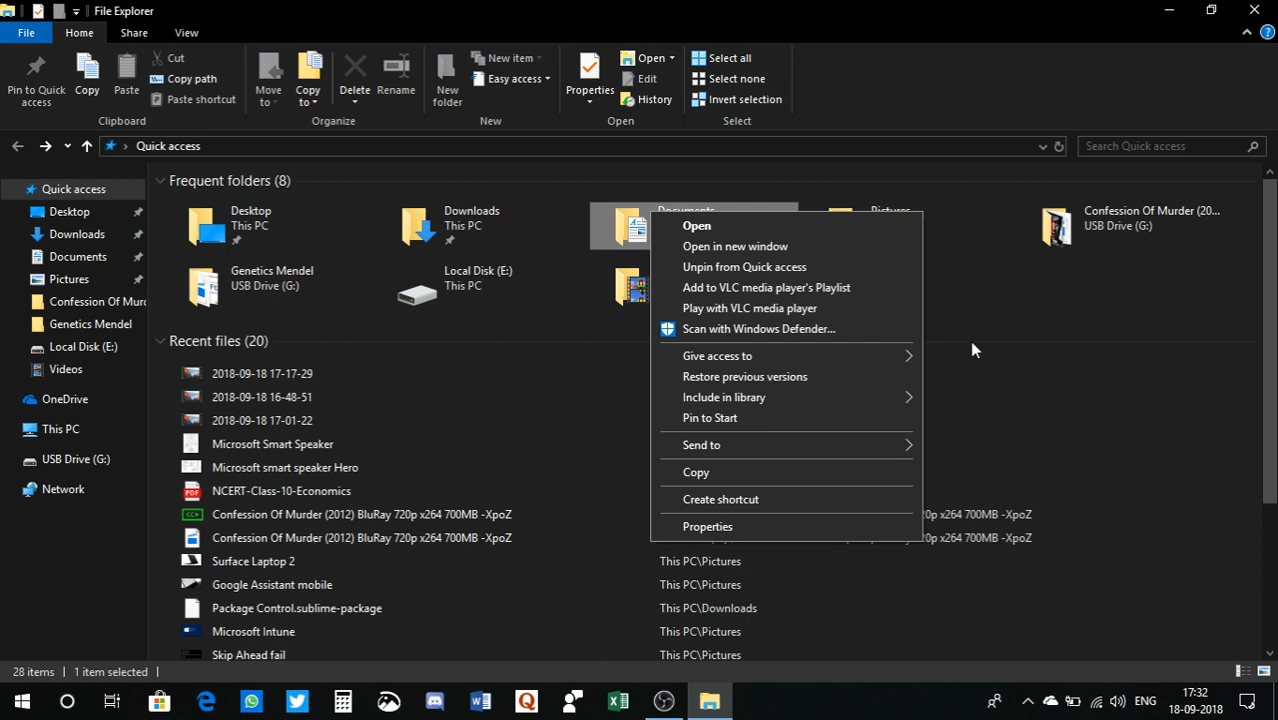 File Explorer
File Home Share View
Pin to Quick access
Copy
Paste
Cut
Copy path
Paste shortcut
Clipboard
Move to
Copy to
Delete
Rename
Organize
New folder
New item
Easy access
New
Properties
Open
Edit
History
Open
Select all
Select none
Invert selection
Select
Quick access
Search Quick access
Quick access
Desktop
Downloads
Documents
Pictures
Confession Of Murc
Genetics Mendel
Local Disk (E:)
Videos
OneDrive
This PC
USB Drive (G:)
Network
Frequent folders (8)
Desktop
This PC
Downloads
This PC
Documents
Pictures
Confession Of Murder (20...
USB Drive (G:)
Genetics Mendel
USB Drive (G:)
Local Disk (E:)
This PC
Recent files (20)
2018-09-18 17-17-29
2018-09-18 16-48-51
2018-09-18 17-01-22
Microsoft Smart Speaker
Microsoft smart speaker Hero
PDF
NCERT-Class-10-Economics
CC
Confession Of Murder (2012) BluRay 720p x264 700MB -XpoZ
20p x264 700MB -XpoZ
Confession Of Murder (2012) BluRay 720p x264 700MB -XpoZ
20p x264 700MB -XpoZ
Surface Laptop 2
This PC\Pictures
Google Assistant mobile
This PC\Pictures
Package Control.sublime-package
This PC\Downloads
Microsoft Intune
This PC\Pictures
Skip Ahead fail
This PC\Pictures
Open
Open in new window
Unpin from Quick access
Add to VLC media player's Playlist
Play with VLC media player
Scan with Windows Defender...
Give access to
Restore previous versions
Include in library
Pin to Start
Send to
Copy
Create shortcut
Properties
28 items
1 item selected
ENG
17:32
18-09-2018